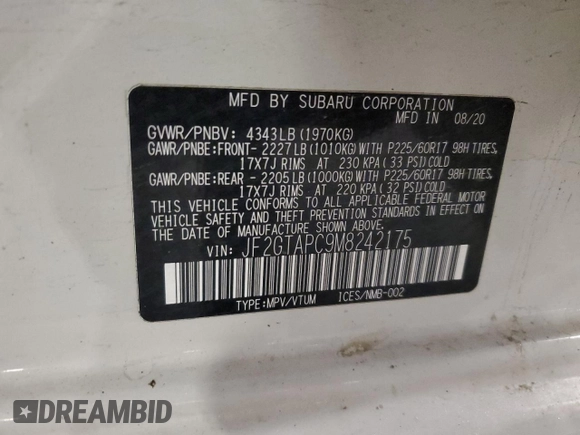 MFD BY SUBARU CORPORATION
MFD IN 08/20
GVWR/PNBV: 4343LB(1970KG)
GAWR/PNBE:FRONT- 2227LB(1010KG)WITH P225/60R17 98H TIRES,
17X7J RIMS AT 230 KPA(33 PSI)COLD
GAWR/PNBE:REAR - 2205LB(1000KG)WITH P225/60R17 98H TIRES,
17X7J RIMS AT 220 KPA(32 PSI)COLD
THIS VEHICLE CONFORMS TO ALL APPLICABLE FEDERAL MOTOR
VEHICLE SAFETY AND THEFT PREVENTION STANDARDS IN EFFECT
ON THE DATE OF MANUFACTURE SHOWN ABOVE.
VIN: JF2GTAPC9M8242175
TYPE:MPV/VTUM ICES/NMB-002
DREAMBID